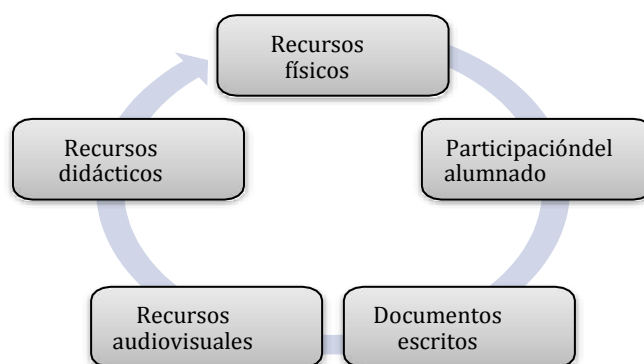 Recursos
físicos
Participacióndel
alumnado
Documentos
escritos
Recursos
audiovisuales
Recursos
didácticos